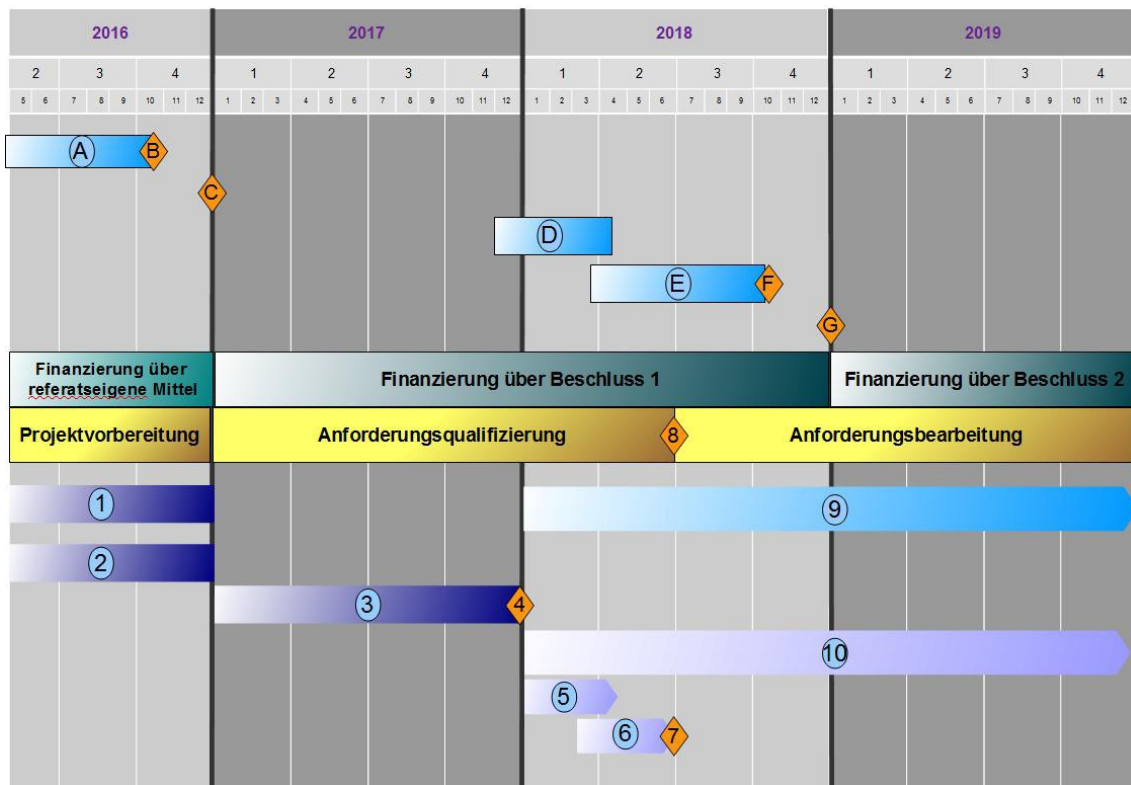 2016 2017 2018 2019
2 3 4 1 2 3 4 1 2 3 4 1 2 3 4
5 6 7 8 9 10 11 12 1 2 3 4 5 6 7 8 9 10 11 12 1 2 3 4 5 6 7 8 9 10 11 12 1 2 3 4 5 6 7 8 9 10 11 12
A B
C
D
E F
G
Finanzierung über
referatseigene Mittel
Finanzierung über Beschluss 1
Finanzierung über Beschluss 2
Projektvorbereitung Anforderungsqualifizierung 8 Anforderungsbearbeitung
1 9
2
3 4
10
5
6 7